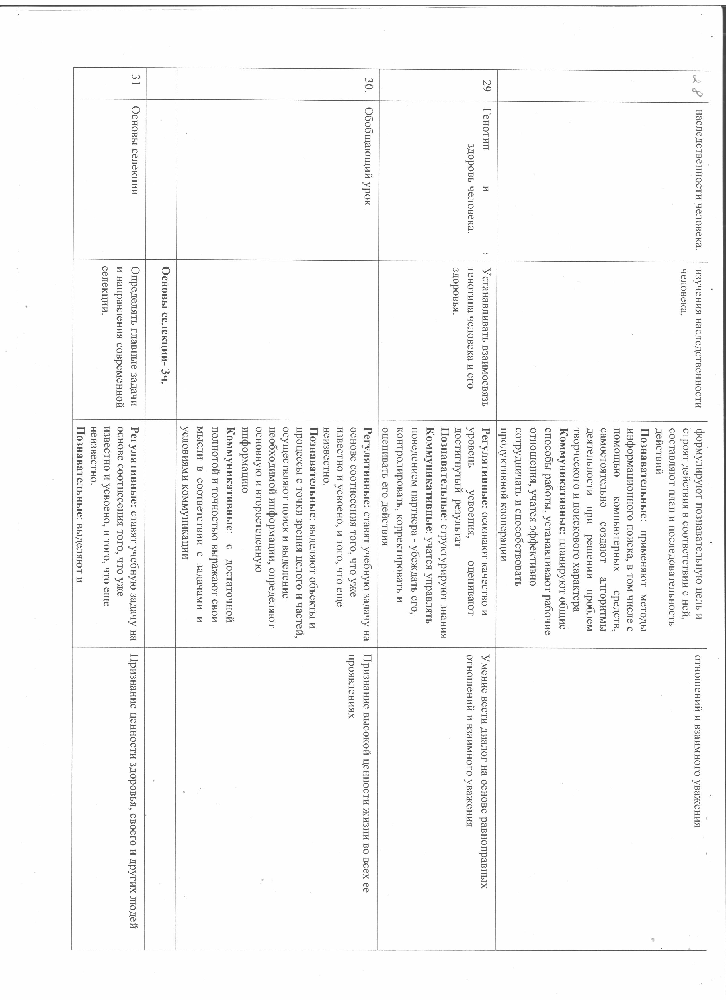 28
наследственности человека.
изучения наследственности
человека.
формулируют познавательную цель и
строят действия в соответствии с ней,
составляют план и последовательность
действий
Познавательные: применяют методы
информационного поиска, в том числе с
помощью компьютерных средств,
самостоятельно создают алгоритмы
деятельности при решении проблем
творческого и поискового характера
Коммуникативные: планируют общие
способы работы, устанавливают рабочие
отношения, учатся эффективно
сотрудничать и способствовать
продуктивной кооперации
отношений и взаимного уважения
29
Генотип и
здоровь человека.
Устанавливать взаимосвязь
генотипа человека и его
здоровья.
Регулятивные: осознают качество и
уровень усвоения, оценивают
достигнутый результат
Познавательные: структурируют знания
Коммуникативные: учатся управлять
поведением партнера - убеждать его,
контролировать, корректировать и
оценивать его действия
Умение вести диалог на основе равноправных
отношений и взаимного уважения
30.
Обобщающий урок
Регулятивные: ставят учебную задачу на
основе соотнесения того, что уже
известно и усвоено, и того, что еще
неизвестно.
Познавательные: выделяют объекты и
процессы с точки зрения целого и частей,
осуществляют поиск и выделение
необходимой информации, определяют
основную и второстепенную
информацию
Коммуникативные: с достаточной
полнотой и точностью выражают свои
мысли в соответствии с задачами и
условиями коммуникации
Признание высокой ценности жизни во всех ее
проявлениях
Основы селекции- 3ч.
31
Основы селекции
Определять главные задачи
и направления современной
селекции.
Регулятивные: ставят учебную задачу на
основе соотнесения того, что уже
известно и усвоено, и того, что еще
неизвестно.
Познавательные: выделяют и
Признание ценности здоровья, своего и других людей